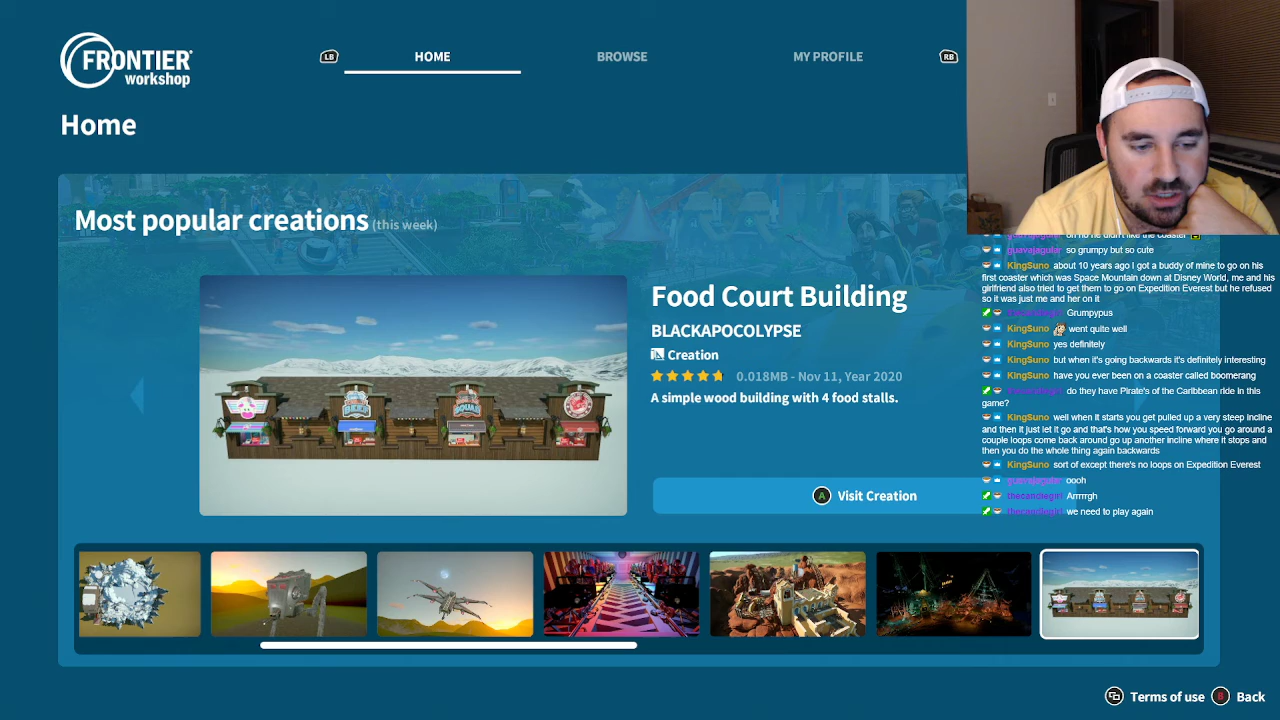 FRONTIER
workshop
LB
HOME
BROWSE
MY PROFILE
RB
Home
Most popular creations (this week)
Food Court Building
BLACKAPOCOLYPSE
Creation
0.018MB - Nov 11, Year 2020
A simple wood building with 4 food stalls.
A Visit Creation
guavajagular oh no he didn't like the coaster
guavajagular so grumpy but so cute
KingSuno about 10 years ago I got a buddy of mine to go on his
first coaster which was Space Mountain down at Disney World, me and his
girlfriend also tried to get them to go on Expedition Everest but he refused
so it was just me and her on it
Grumpypus
KingSuno went quite well
KingSuno yes definitely
KingSuno but when it's going backwards it's definitely interesting
KingSuno have you ever been on a coaster called boomerang
do they have Pirate's of the Caribbean ride in this
game?
KingSuno well when It starts you get pulled up a very steep Incline
and then It just let it go and that's how you speed forward you go around a
couple loops come back around go up another incline where it stops and
then you do the whole thing again backwards
KingSuno sort of except there's no loops on Expedition Everest
guavajagular oooh
Arrrrrgh
we need to play again
Terms of use
B Back